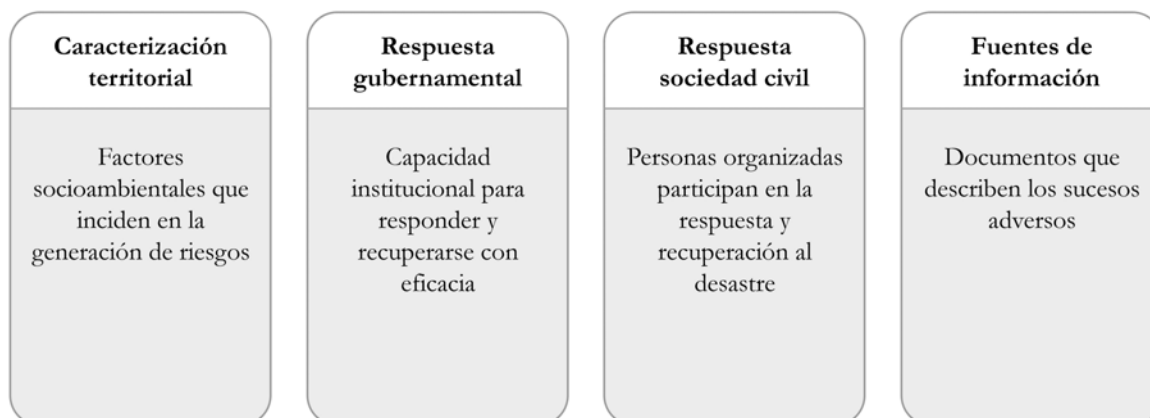 Caracterización
territorial
Factores
socioambientales que
inciden en la
generación de riesgos
Respuesta
gubernamental
Capacidad
institucional para
responder y
recuperarse con
eficacia
Respuesta
sociedad civil
Personas organizadas
participan en la
respuesta y
recuperación al
desastre
Fuentes de
información
Documentos que
describen los sucesos
adversos